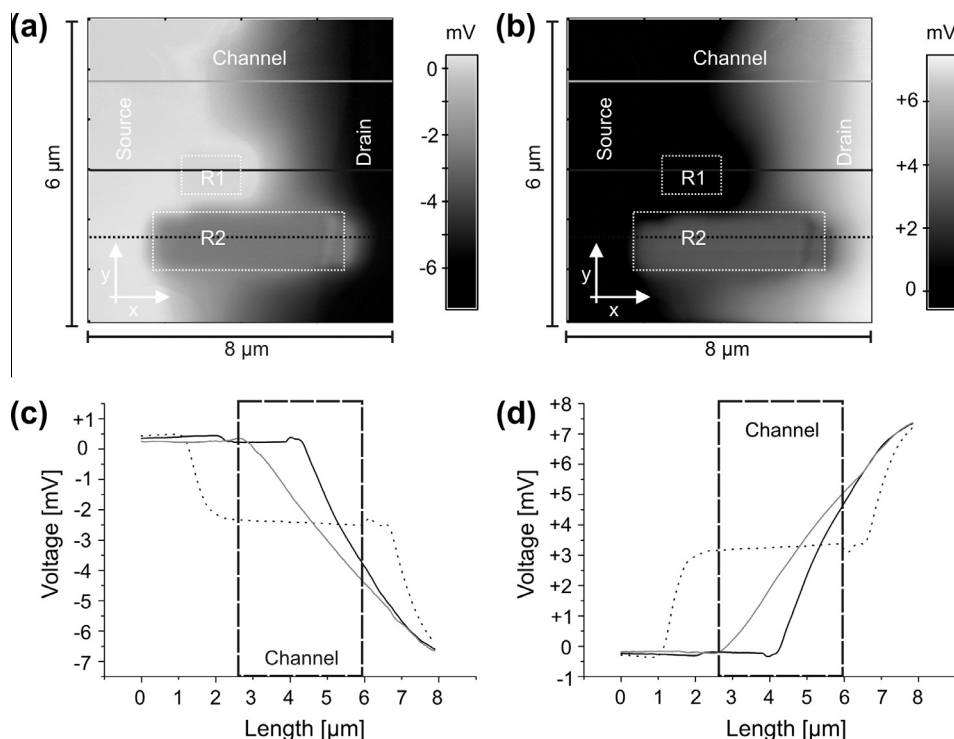 (a)
mV
Channel
Source
Drain
R1
R2
y
x
6 µm
8 µm
0
-2
-4
-6
(b)
mV
Channel
Source
Drain
R1
R2
y
x
6 µm
8 µm
+6
+4
+2
0
(c)
+1
0
-1
-2
-3
-4
-5
-6
-7
Voltage [mV]
Channel
0 1 2 3 4 5 6 7 8
Length [µm]
(d)
+8
+7
+6
+5
+4
+3
+2
+1
0
-1
Voltage [mV]
Channel
0 1 2 3 4 5 6 7 8
Length [µm]